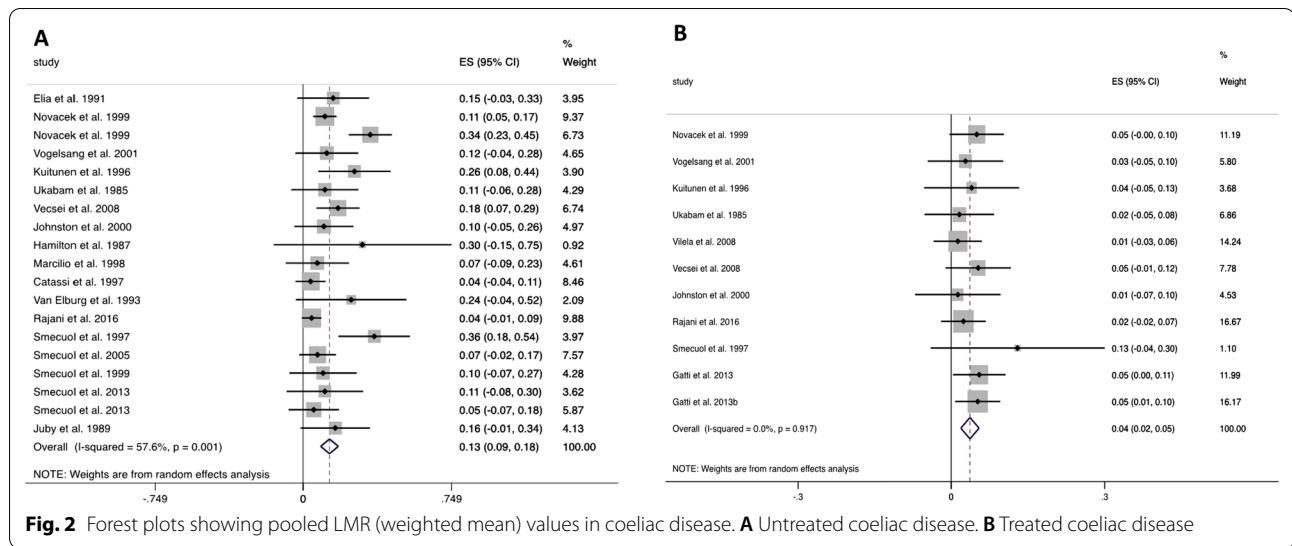 A
%
study ES (95% CI) Weight
Elia et al. 1991 0.15 (-0.03, 0.33) 3.95
Novacek et al. 1999 0.11 (0.05, 0.17) 9.37
Novacek et al. 1999 0.34 (0.23, 0.45) 6.73
Vogelsang et al. 2001 0.12 (-0.04, 0.28) 4.65
Kuitunen et al. 1996 0.26 (0.08, 0.44) 3.90
Ukabam et al. 1985 0.11 (-0.06, 0.28) 4.29
Vecsei et al. 2008 0.18 (0.07, 0.29) 6.74
Johnston et al. 2000 0.10 (-0.05, 0.26) 4.97
Hamilton et al. 1987 0.30 (-0.15, 0.75) 0.92
Marcilio et al. 1998 0.07 (-0.09, 0.23) 4.61
Catassi et al. 1997 0.04 (-0.04, 0.11) 8.46
Van Elburg et al. 1993 0.24 (-0.04, 0.52) 2.09
Rajani et al. 2016 0.04 (-0.01, 0.09) 9.88
Smecuol et al. 1997 0.36 (0.18, 0.54) 3.97
Smecuol et al. 2005 0.07 (-0.02, 0.17) 7.57
Smecuol et al. 1999 0.10 (-0.07, 0.27) 4.28
Smecuol et al. 2013 0.11 (-0.08, 0.30) 3.62
Smecuol et al. 2013 0.05 (-0.07, 0.18) 5.87
Juby et al. 1989 0.16 (-0.01, 0.34) 4.13
Overall (I-squared = 57.6%, p = 0.001) 0.13 (0.09, 0.18) 100.00
NOTE: Weights are from random effects analysis
-.749 0 .749
B
%
study ES (95% CI) Weight
Novacek et al. 1999 0.05 (-0.00, 0.10) 11.19
Vogelsang et al. 2001 0.03 (-0.05, 0.10) 5.80
Kuitunen et al. 1996 0.04 (-0.05, 0.13) 3.68
Ukabam et al. 1985 0.02 (-0.05, 0.08) 6.86
Vilela et al. 2008 0.01 (-0.03, 0.06) 14.24
Vecsei et al. 2008 0.05 (-0.01, 0.12) 7.78
Johnston et al. 2000 0.01 (-0.07, 0.10) 4.53
Rajani et al. 2016 0.02 (-0.02, 0.07) 16.67
Smecuol et al. 1997 0.13 (-0.04, 0.30) 1.10
Gatti et al. 2013 0.05 (0.00, 0.11) 11.99
Gatti et al. 2013b 0.05 (0.01, 0.10) 16.17
Overall (I-squared = 0.0%, p = 0.917) 0.04 (0.02, 0.05) 100.00
NOTE: Weights are from random effects analysis
-.3 0 .3
Fig. 2 Forest plots showing pooled LMR (weighted mean) values in coeliac disease. A Untreated coeliac disease. B Treated coeliac disease